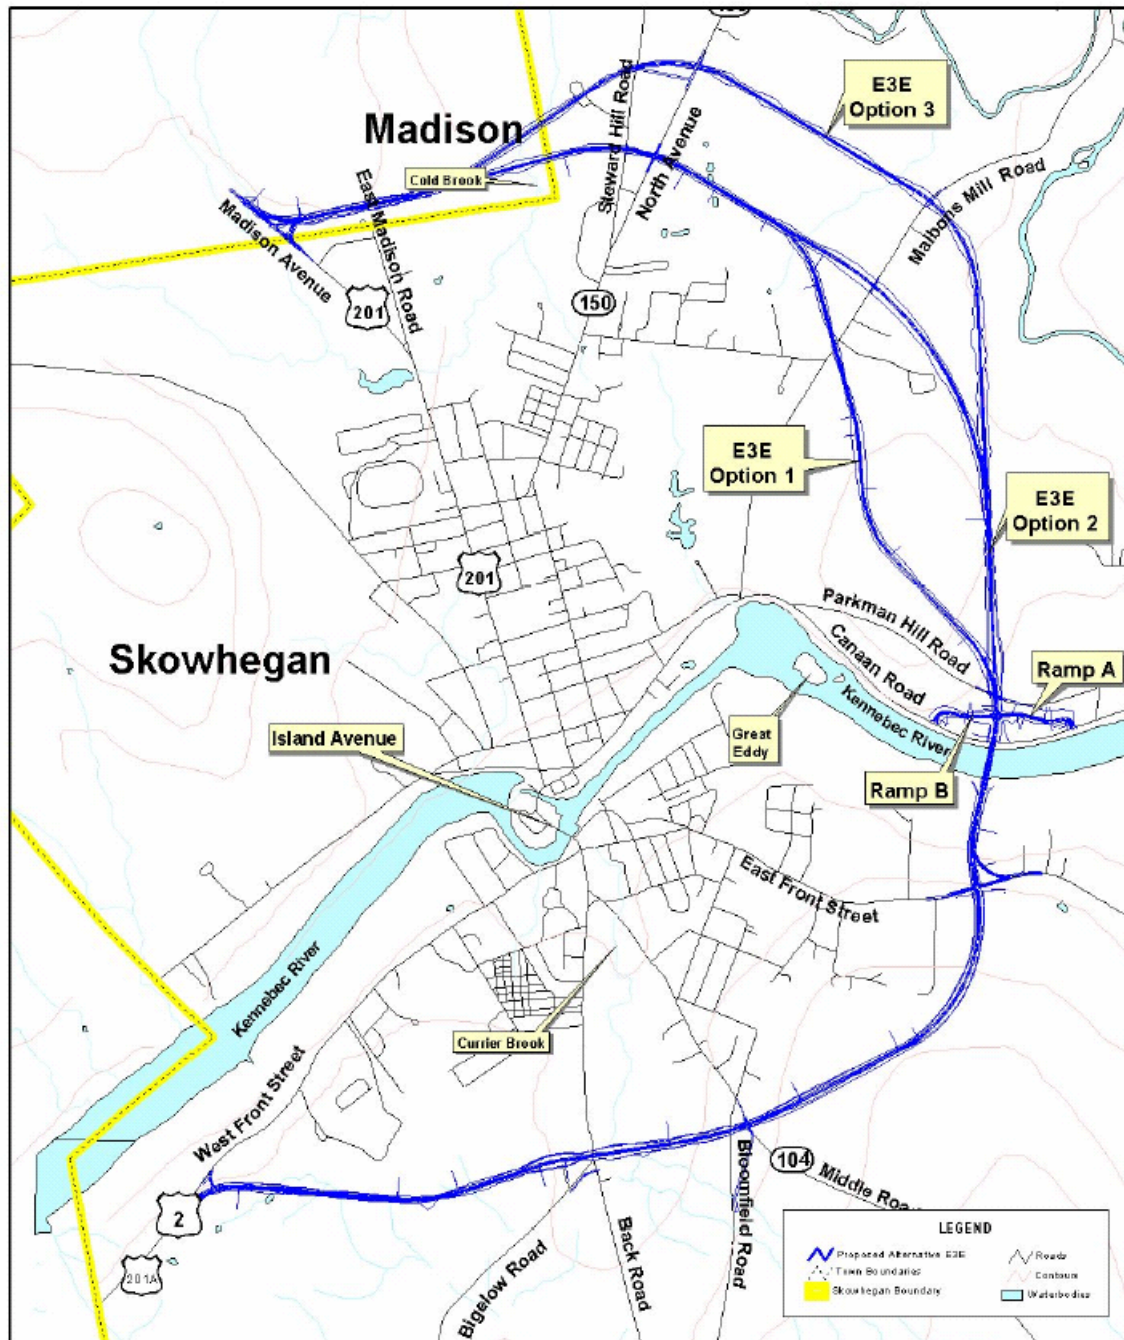 E3E
Option 3
Madison
Steward Hill Road
North Avenue
Cold Brook
Malbons Mill Road
Madison Avenue
East Madison Road
201
150
E3E
Option 1
E3E
Option 2
201
Parkman Hill Road
Skowhegan
Canaan Road
Ramp A
Island Avenue
Great
Eddy
Kennebec River
Ramp B
East Front Street
Kennebec River
Currier Brook
West Front Street
104
Middle Road
Bloomfield Road
2
201A
Bigelow Road
Back Road
LEGEND
Proposed Alternative E3E
Roads
Town Boundaries
Contours
Skowhegan Boundary
Waterbodies